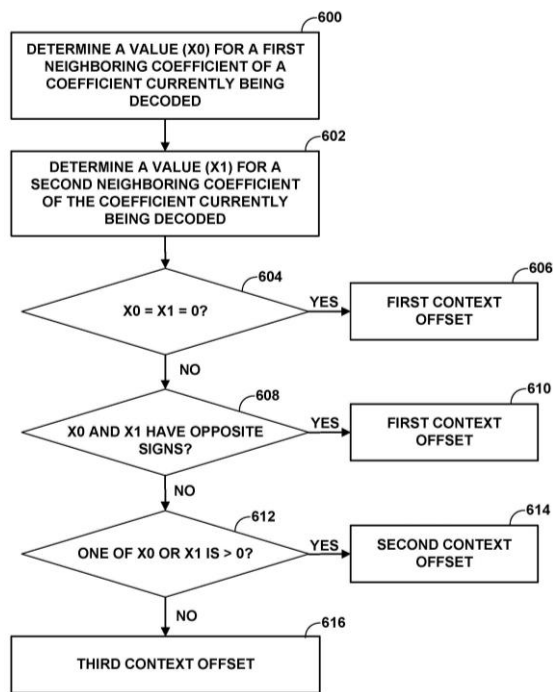 600
DETERMINE A VALUE (X0) FOR A FIRST
NEIGHBORING COEFFICIENT OF A
COEFFICIENT CURRENTLY BEING
DECODED
602
DETERMINE A VALUE (X1) FOR A
SECOND NEIGHBORING COEFFICIENT
OF THE COEFFICIENT CURRENTLY
BEING DECODED
604
X0 = X1 = 0?
YES
606
FIRST CONTEXT
OFFSET
NO
608
X0 AND X1 HAVE OPPOSITE
SIGNS?
YES
610
FIRST CONTEXT
OFFSET
NO
612
ONE OF X0 OR X1 IS > 0?
YES
614
SECOND CONTEXT
OFFSET
NO
616
THIRD CONTEXT OFFSET